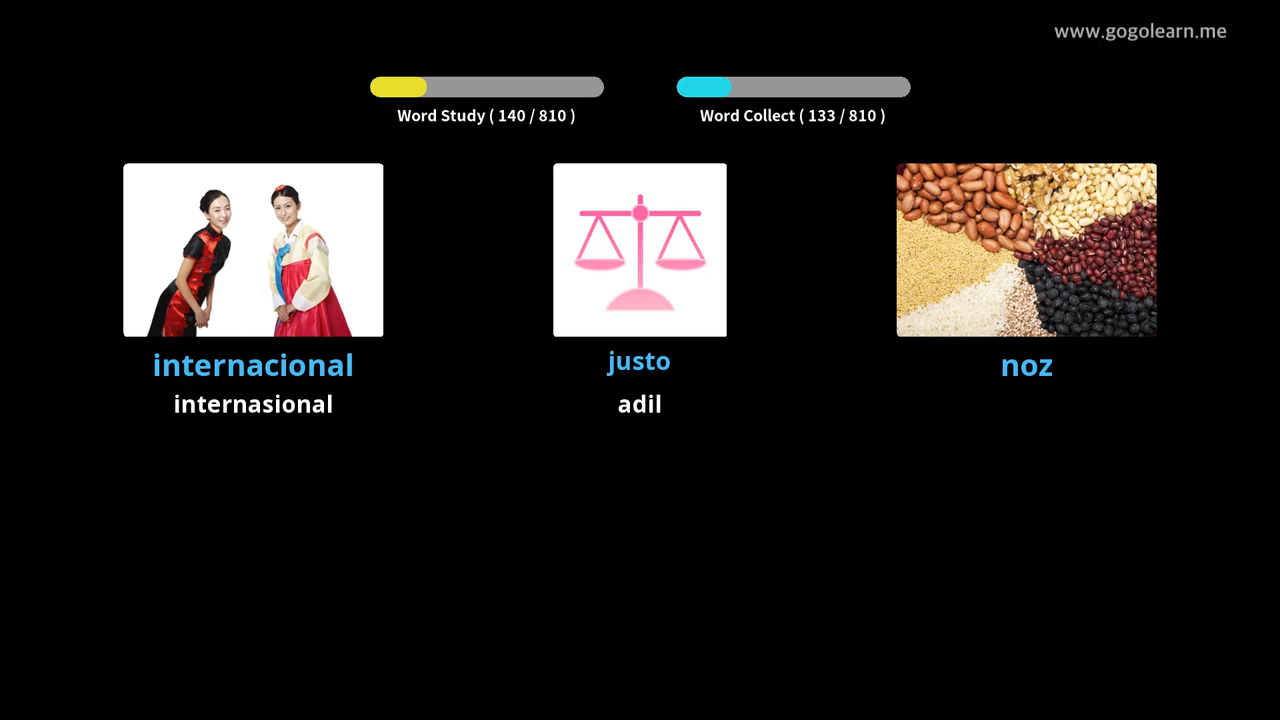 www.gogolearn.me
Word Study ( 140 / 810 )
Word Collect ( 133 / 810 )
internacional
internasional
justo
adil
noz